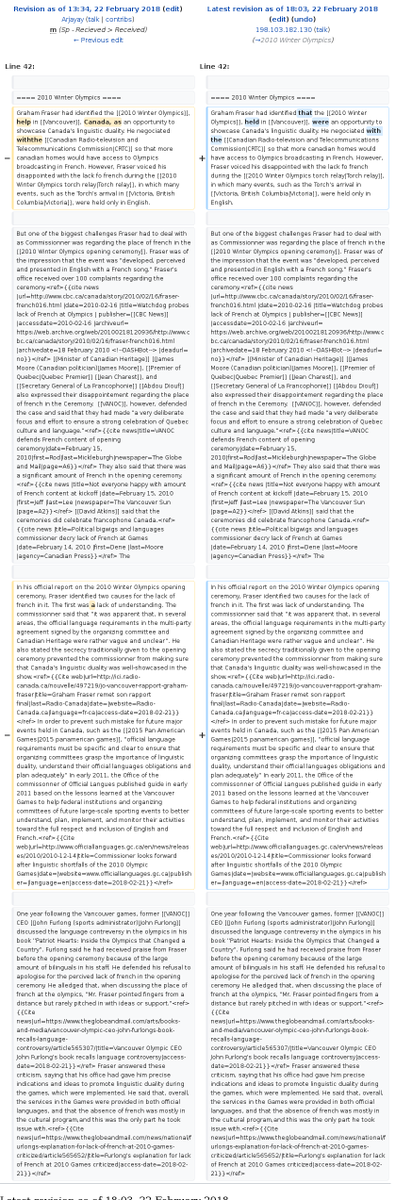 Revision as of 13:34, 22 February 2018 (edit)
Arjayay (talk | contribs)
m (Sp - Recieved > Received)
← Previous edit
Latest revision as of 18:03, 22 February 2018
(edit) (undo)
198.103.182.130 (talk)
(→2010 Winter Olympics)
Line 42:
Line 42:
==== 2010 Winter Olympics ====
==== 2010 Winter Olympics ====
−
Graham Fraser had identified the [[2010 Winter Olympics]],
help in [[Vancouver]], Canada, as an opportunity to
showcase Canada's linguistic duality. He negociated
withthe [[Canadian Radio-television and
Telecommunications Commission|CRTC]] so that more
canadian homes would have access to Olympics
broadcasting in French. However, Fraser voiced his
disappointed with the lack fo french during the [[2010
Winter Olympics torch relay|Torch relay]], in which many
events, such as the Torch's arrival in [[Victoria, British
Columbia|Victoria]], were held only in English.
+
Graham Fraser had identified that the [[2010 Winter
Olympics]], held in [[Vancouver]], were an opportunity to
showcase Canada's linguistic duality. He negociated with
the [[Canadian Radio-television and Telecommunications
Commission|CRTC]] so that more canadian homes would
have access to Olympics broadcasting in French. However,
Fraser voiced his disappointed with the lack fo french
during the [[2010 Winter Olympics torch relay|Torch relay]],
in which many events, such as the Torch's arrival in
[[Victoria, British Columbia|Victoria]], were held only in
English.
But one of the biggest challenges Fraser had to deal with
as Commissioner was regarding the place of french in the
[[2010 Winter Olympics opening ceremony]]. Fraser was of
the impression that the event was "developed, perceived
and presented in English with a French song." Fraser's
office received over 100 complaints regarding the
ceremony<ref>{{cite news
|url=http://www.cbc.ca/canada/story/2010/02/16/fraser-
french016.html |date=2010-02-16 |title=Watchdog probes
lack of French at Olympics | publisher=[[CBC News]]
|accessdate=2010-02-16 |archiveurl=
https://web.archive.org/web/20100218120936/http://www.c
bc.ca/canada/story/2010/02/16/fraser-french016.html
|archivedate=18 February 2010 <!--DASHBot--> |deadurl=
no}}</ref> [[Minister of Canadian Heritage]] [[James
Moore (Canadian politician)|James Moore]], [[Premier of
Quebec|Quebec Premier]] [[Jean Charest]], and
[[Secretary General of La Francophonie]] [[Abdou Diouf]]
also expressed their disappointment regarding the place
of french in the Ceremony. [[VANOC]], however, defended
the case and said that they had made "a very deliberate
focus and effort to ensure a strong celebration of Quebec
culture and language."<ref>{{cite news|title=VANOC
defends French content of opening
ceremony|date=February 15,
2010|first=Rod|last=Mickleburgh|newspaper=The Globe
and Mail|page=A6}}</ref> They also said that there was a
significant amount of French content in the evening.
<ref>{{cite news |title=Not everyone happy with amount
of French content at kickoff |date=February 15, 2010
|first=Jeff |last=Lee |newspaper=The Vancouver Sun
|page=A2}}</ref> [[David Atkins]] said that the
ceremonies did celebrate francophone Canada.<ref>
{{cite news |title=Political bigwigs and languages
commissioner decry lack of French at Games
|date=February 14, 2010 |first=Dene |last=Moore
|agency=Canadian Press}}</ref> The
But one of the biggest challenges Fraser had to deal with
as Commissioner was regarding the place of french in the
[[2010 Winter Olympics opening ceremony]]. Fraser was of
the impression that the event was "developed, perceived
and presented in English with a French song." Fraser's
office received over 100 complaints regarding the
ceremony<ref>{{cite news
|url=http://www.cbc.ca/canada/story/2010/02/16/fraser-
french016.html |date=2010-02-16 |title=Watchdog probes
lack of French at Olympics | publisher=[[CBC News]]
|accessdate=2010-02-16 |archiveurl=
https://web.archive.org/web/20100218120936/http://www.c
bc.ca/canada/story/2010/02/16/fraser-french016.html
|archivedate=18 February 2010 <!--DASHBot--> |deadurl=
no}}</ref> [[Minister of Canadian Heritage]] [[James
Moore (Canadian politician)|James Moore]], [[Premier of
Quebec|Quebec Premier]] [[Jean Charest]], and
[[Secretary General of La Francophonie]] [[Abdou Diouf]]
also expressed their disappointment regarding the place
of french in the Ceremony. [[VANOC]], however, defended
the case and said that they had made "a very deliberate
focus and effort to ensure a strong celebration of Quebec
culture and language."<ref>{{cite news|title=VANOC
defends French content of opening
ceremony|date=February 15,
2010|first=Rod|last=Mickleburgh|newspaper=The Globe
and Mail|page=A6}}</ref> They also said that there was a
significant amount of French content in the evening.
<ref>{{cite news |title=Not everyone happy with amount
of French content at kickoff |date=February 15, 2010
|first=Jeff |last=Lee |newspaper=The Vancouver Sun
|page=A2}}</ref> [[David Atkins]] said that the
ceremonies did celebrate francophone Canada.<ref>
{{cite news |title=Political bigwigs and languages
commissioner decry lack of French at Games
|date=February 14, 2010 |first=Dene |last=Moore
|agency=Canadian Press}}</ref> The
−
In his official report on the 2010 Winter Olympics opening
ceremony, Fraser identified two causes for the lack of
french in it. The first was a lack of understanding. The
commissioner said that "it was apparent that, in several
areas, the official language requirements in the multi-party
agreement signed by the organizing committee and
Canadian Heritage were rather vague and unclear". He
also stated the secrecy traditionally given to the opening
ceremony prevented the commissioner from making sure
that Canada's linguistic duality was well-showcased in the
show.<ref>{{Cite web|url=http://ici.radio-
canada.ca/nouvelle/497219/jo-vancouver-rapport-graham-
fraser|title=Graham Fraser remet son rapport
final|last=Radio-Canada|date=|website=Radio-
Canada.ca|language=fr-ca|access-date=2018-02-21}}
</ref> In order to prevent such mistake for future major
events held in Canada, such as the [[2015 Pan American
Games|2015 panamerican games]], "official language
requirements must be specific and clear to ensure that
organizing committees grasp the importance of linguistic
duality, understand their official languages obligations and
plan adequately" In early 2011, the Office of the
commissioner of Official Langues published guide in early
2011 based on the lessons learned at the Vancouver
Games to help federal institutions and organizing
committees of future large-scale sporting events to better
understand, plan, implement, and monitor their activities
toward the full respect and inclusion of English and
French.<ref> {{Cite
web|url=http://www.officiallanguages.gc.ca/en/news/releas
es/2010/2010-12-14|title=Commissioner looks forward
after linguistic shortfalls of the 2010 Olympic
Games|date=|website=www.officiallanguages.gc.ca|publish
er=|language=en|access-date=2018-02-21}}</ref>
+
In his official report on the 2010 Winter Olympics opening
ceremony, Fraser identified two causes for the lack of
french in it. The first was lack of understanding. The
commissioner said that "it was apparent that, in several
areas, the official language requirements in the multi-party
agreement signed by the organizing committee and
Canadian Heritage were rather vague and unclear". He
also stated the secrecy traditionally given to the opening
ceremony prevented the commissioner from making sure
that Canada's linguistic duality was well-showcased in the
show.<ref>{{Cite web|url=http://ici.radio-
canada.ca/nouvelle/497219/jo-vancouver-rapport-graham-
fraser|title=Graham Fraser remet son rapport
final|last=Radio-Canada|date=|website=Radio-
Canada.ca|language=fr-ca|access-date=2018-02-21}}
</ref> In order to prevent such mistake for future major
events held in Canada, such as the [[2015 Pan American
Games|2015 panamerican games]], "official language
requirements must be specific and clear to ensure that
organizing committees grasp the importance of linguistic
duality, understand their official languages obligations and
plan adequately" In early 2011, the Office of the
commissioner of Official Langues published guide in early
2011 based on the lessons learned at the Vancouver
Games to help federal institutions and organizing
committees of future large-scale sporting events to better
understand, plan, implement, and monitor their activities
toward the full respect and inclusion of English and
French.<ref> {{Cite
web|url=http://www.officiallanguages.gc.ca/en/news/releas
es/2010/2010-12-14|title=Commissioner looks forward
after linguistic shortfalls of the 2010 Olympic
Games|date=|website=www.officiallanguages.gc.ca|publish
er=|language=en|access-date=2018-02-21}}</ref>
One year following the Vancouver games, former [[VANOC]]
CEO [[John Furlong (sports administrator)|John Furlong]]
discussed the language controversy in the olympics in his
book "Patriot Hearts: Inside the Olympics that Changed a
Country". Furlong said he had received praise from Fraser
before the opening ceremony because of the large
amount of bilinguals in his staff. He defended his refusal to
apologise for the percived lack of french in the opening
ceremony He alledged that, when discussing the place of
french at the olympics, "Mr. Fraser pointed fingers from a
distance but rarely pitched in with ideas or support."<ref>
{{Cite
news|url=https://www.theglobeandmail.com/arts/books-
and-media/vancouver-olympic-ceo-john-furlongs-book-
recalls-language-
controversy/article565307/|title=Vancouver Olympic CEO
John Furlong's book recalls language controversy|access-
date=2018-02-21}}</ref> Fraser answered these
criticism, saying his office had gave him precise
indications and ideas to promote linguistic duality during
the games, which were implemented. He said that, overall,
the services in the Games were provided in both official
languages, and that the absence of french was mostly in
the cultural program,and this was the only part he took
issue with.<ref>{{Cite
news|url=https://www.theglobeandmail.com/news/national/f
urlongs-explanation-for-lack-of-french-at-2010-games-
criticized/article565652/|title=Furlong's explanation for lack
of French at 2010 Games criticized|access-date=2018-02-
21}}</ref>
One year following the Vancouver games, former [[VANOC]]
CEO [[John Furlong (sports administrator)|John Furlong]]
discussed the language controversy in the olympics in his
book "Patriot Hearts: Inside the Olympics that Changed a
Country". Furlong said he had received praise from Fraser
before the opening ceremony because of the large
amount of bilinguals in his staff. He defended his refusal to
apologise for the percived lack of french in the opening
ceremony He alledged that, when discussing the place of
french at the olympics, "Mr. Fraser pointed fingers from a
distance but rarely pitched in with ideas or support."<ref>
{{Cite
news|url=https://www.theglobeandmail.com/arts/books-
and-media/vancouver-olympic-ceo-john-furlongs-book-
recalls-language-
controversy/article565307/|title=Vancouver Olympic CEO
John Furlong's book recalls language controversy|access-
date=2018-02-21}}</ref> Fraser answered these
criticism, saying his office had gave him precise
indications and ideas to promote linguistic duality during
the games, which were implemented. He said that, overall,
the services in the Games were provided in both official
languages, and that the absence of french was mostly in
the cultural program,and this was the only part he took
issue with.<ref>{{Cite
news|url=https://www.theglobeandmail.com/news/national/f
urlongs-explanation-for-lack-of-french-at-2010-games-
criticized/article565652/|title=Furlong's explanation for lack
of French at 2010 Games criticized|access-date=2018-02-
21}}</ref>
Latest revision as of 18:03, 22 February 2018